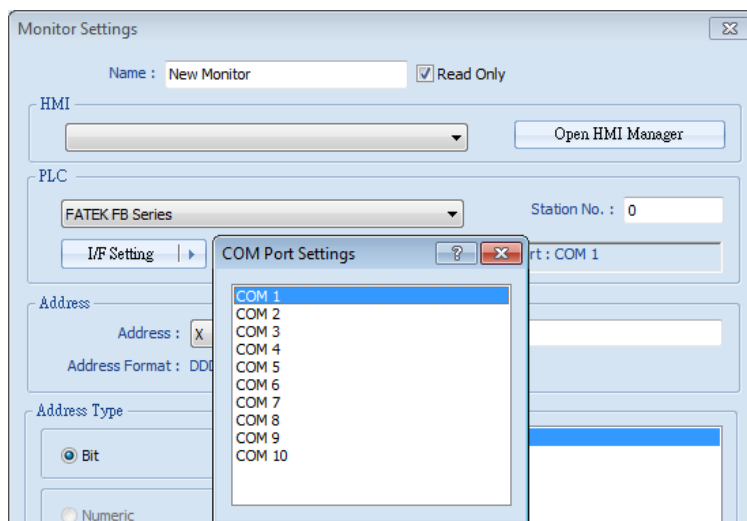 Monitor Settings
Name : New Monitor Read Only
HMI
Open HMI Manager
PLC
FATEK FB Series Station No. : 0
I/F Setting COM Port Settings ? rt : COM 1
COM 1
COM 2
COM 3
COM 4
COM 5
COM 6
COM 7
COM 8
COM 9
COM 10
Address
Address : X
Address Format : DDD
Address Type
Bit
Numeric